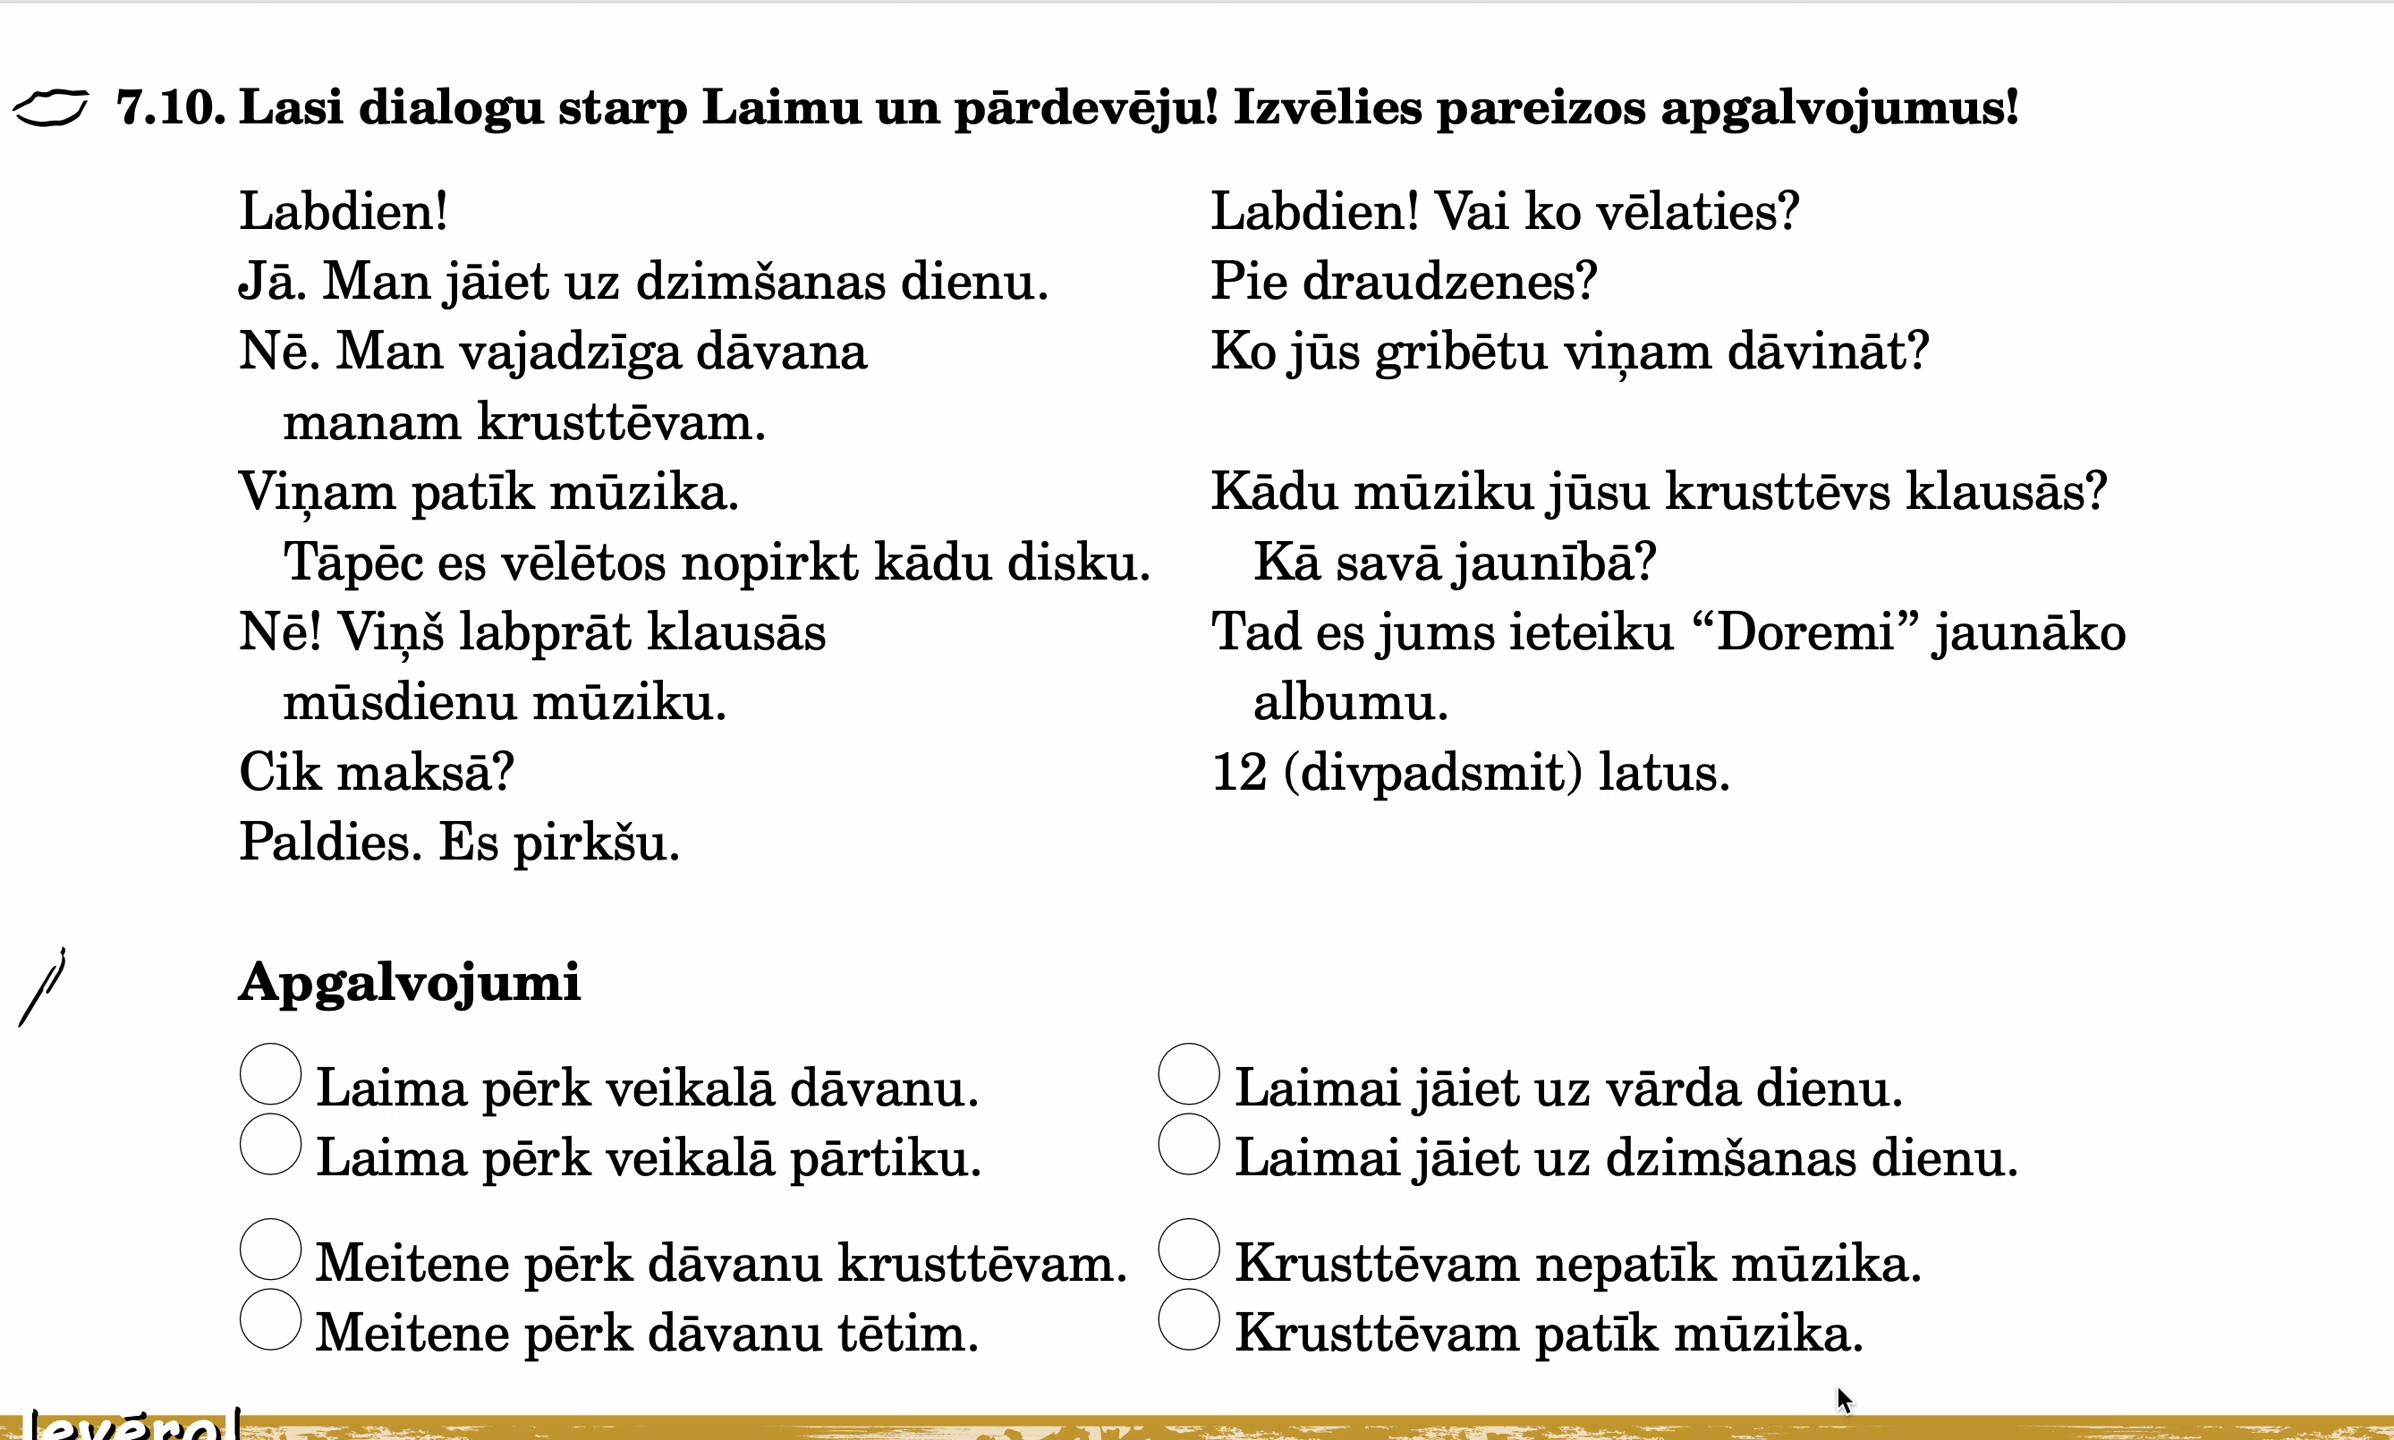 7.10. Lasi dialogu starp Laimu un pārdevēju! Izvēlies pareizos apgalvojumus!
Labdien!
Labdien! Vai ko vēlaties?
Jā. Man jāiet uz dzimšanas dienu.
Pie draudzenes?
Nē. Man vajadzīga dāvana
manam krusttēvam.
Ko jūs gribētu viņam dāvināt?
Viņam patīk mūzika.
Tāpēc es vēlētos nopirkt kādu disku.
Kādu mūziku jūsu krusttēvs klausās?
Kā savā jaunībā?
Nē! Viņš labprāt klausās
mūsdienu mūziku.
Tad es jums ieteiku “Doremi” jaunāko
albumu.
Cik maksā?
12 (divpadsmit) latus.
Paldies. Es pirkšu.
Apgalvojumi
Laima pērk veikalā dāvanu.
Laima pērk veikalā pārtiku.
Laimai jāiet uz vārda dienu.
Laimai jāiet uz dzimšanas dienu.
Meitene pērk dāvanu krusttēvam.
Meitene pērk dāvanu tētim.
Krusttēvam nepatīk mūzika.
Krusttēvam patīk mūzika.